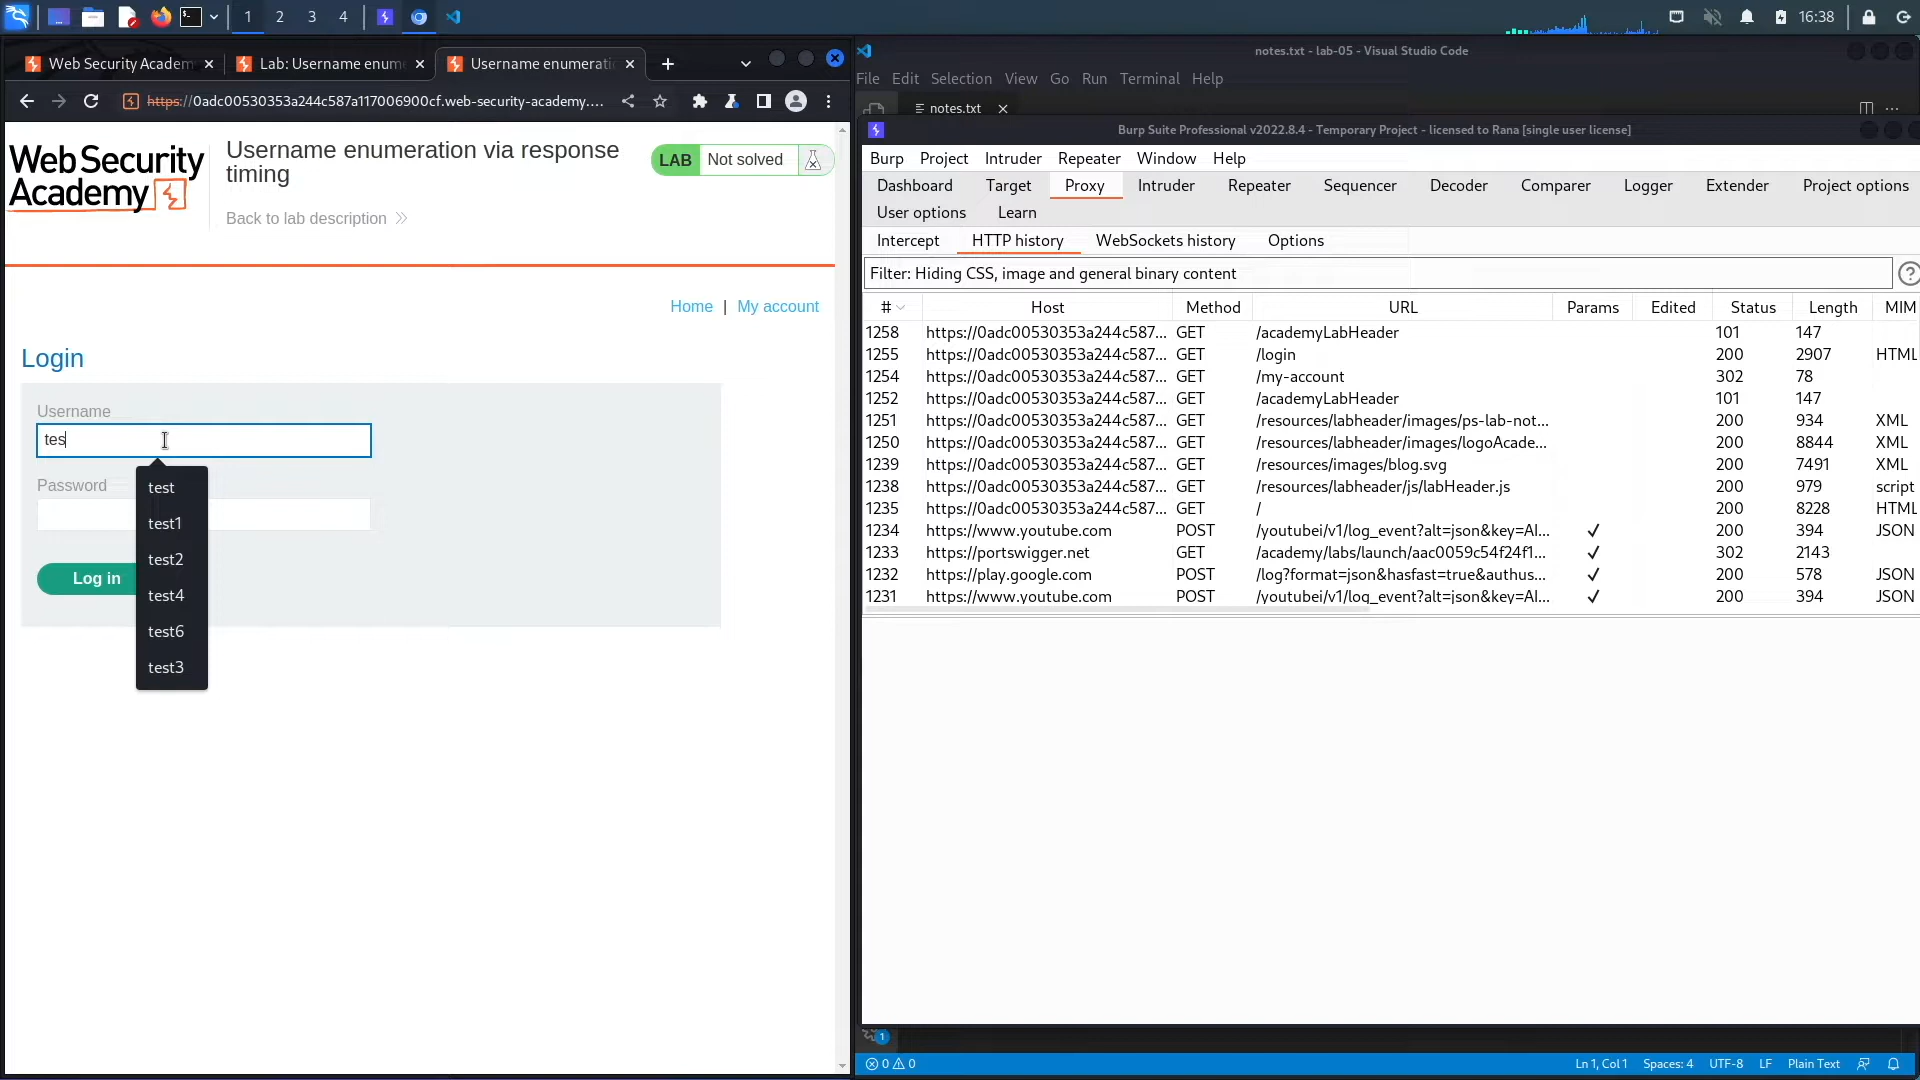 1 2 3 4
16:38
Web Security Academ
Lab: Username enum
Username enumerati
https://0adc00530353a244c587a117006900cf.web-security-academy....
Web Security
Academy
Username enumeration via response
timing
LAB Not solved
Back to lab description
Home | My account
Login
Username
tes
Password
test
test1
test2
test4
test6
test3
Log in
notes.txt - lab-05 - Visual Studio Code
File Edit Selection View Go Run Terminal Help
notes.txt
Burp Suite Professional v2022.8.4 - Temporary Project - licensed to Rana [single user license]
Burp Project Intruder Repeater Window Help
Dashboard Target Proxy Intruder Repeater Sequencer Decoder Comparer Logger Extender Project options
User options Learn
Intercept HTTP history WebSockets history Options
Filter: Hiding CSS, image and general binary content ?
# Host Method URL Params Edited Status Length MIM
1258 https://0adc00530353a244c587... GET /academyLabHeader 101 147
1255 https://0adc00530353a244c587... GET /login 200 2907 HTML
1254 https://0adc00530353a244c587... GET /my-account 302 78
1252 https://0adc00530353a244c587... GET /academyLabHeader 101 147
1251 https://0adc00530353a244c587... GET /resources/labheader/images/ps-lab-not... 200 934 XML
1250 https://0adc00530353a244c587... GET /resources/labheader/images/logoAcade... 200 8844 XML
1239 https://0adc00530353a244c587... GET /resources/images/blog.svg 200 7491 XML
1238 https://0adc00530353a244c587... GET /resources/labheader/js/labHeader.js 200 979 script
1235 https://0adc00530353a244c587... GET / 200 8228 HTML
1234 https://www.youtube.com POST /youtubei/v1/log_event?alt=json&key=AI... ✓ 200 394 JSON
1233 https://portswigger.net GET /academy/labs/launch/aac0059c54f24f1... ✓ 302 2143
1232 https://play.google.com POST /log?format=json&hasfast=true&authus... ✓ 200 578 JSON
1231 https://www.youtube.com POST /youtubei/v1/log_event?alt=json&key=AI... ✓ 200 394 JSON
1
0 0 Ln 1, Col 1 Spaces: 4 UTF-8 LF Plain Text